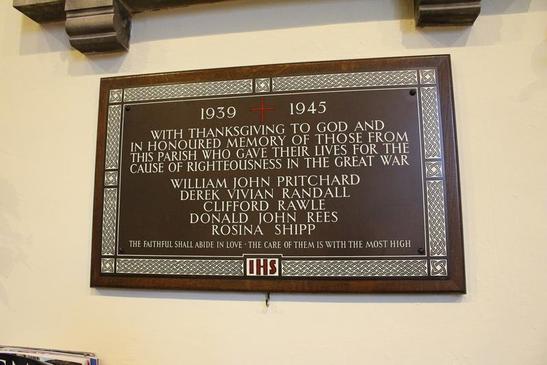 1939 + 1945
WITH THANKSGIVING TO GOD AND
IN HONOURED MEMORY OF THOSE FROM
THIS PARISH WHO GAVE THEIR LIVES FOR THE
CAUSE OF RIGHTEOUSNESS IN THE GREAT WAR
WILLIAM JOHN PRITCHARD
DEREK VIVIAN RANDALL
CLIFFORD RAWLE
DONALD JOHN REES
ROSINA SHIPP
THE FAITHFUL SHALL ABIDE IN LOVE · THE CARE OF THEM IS WITH THE MOST HIGH
IHS